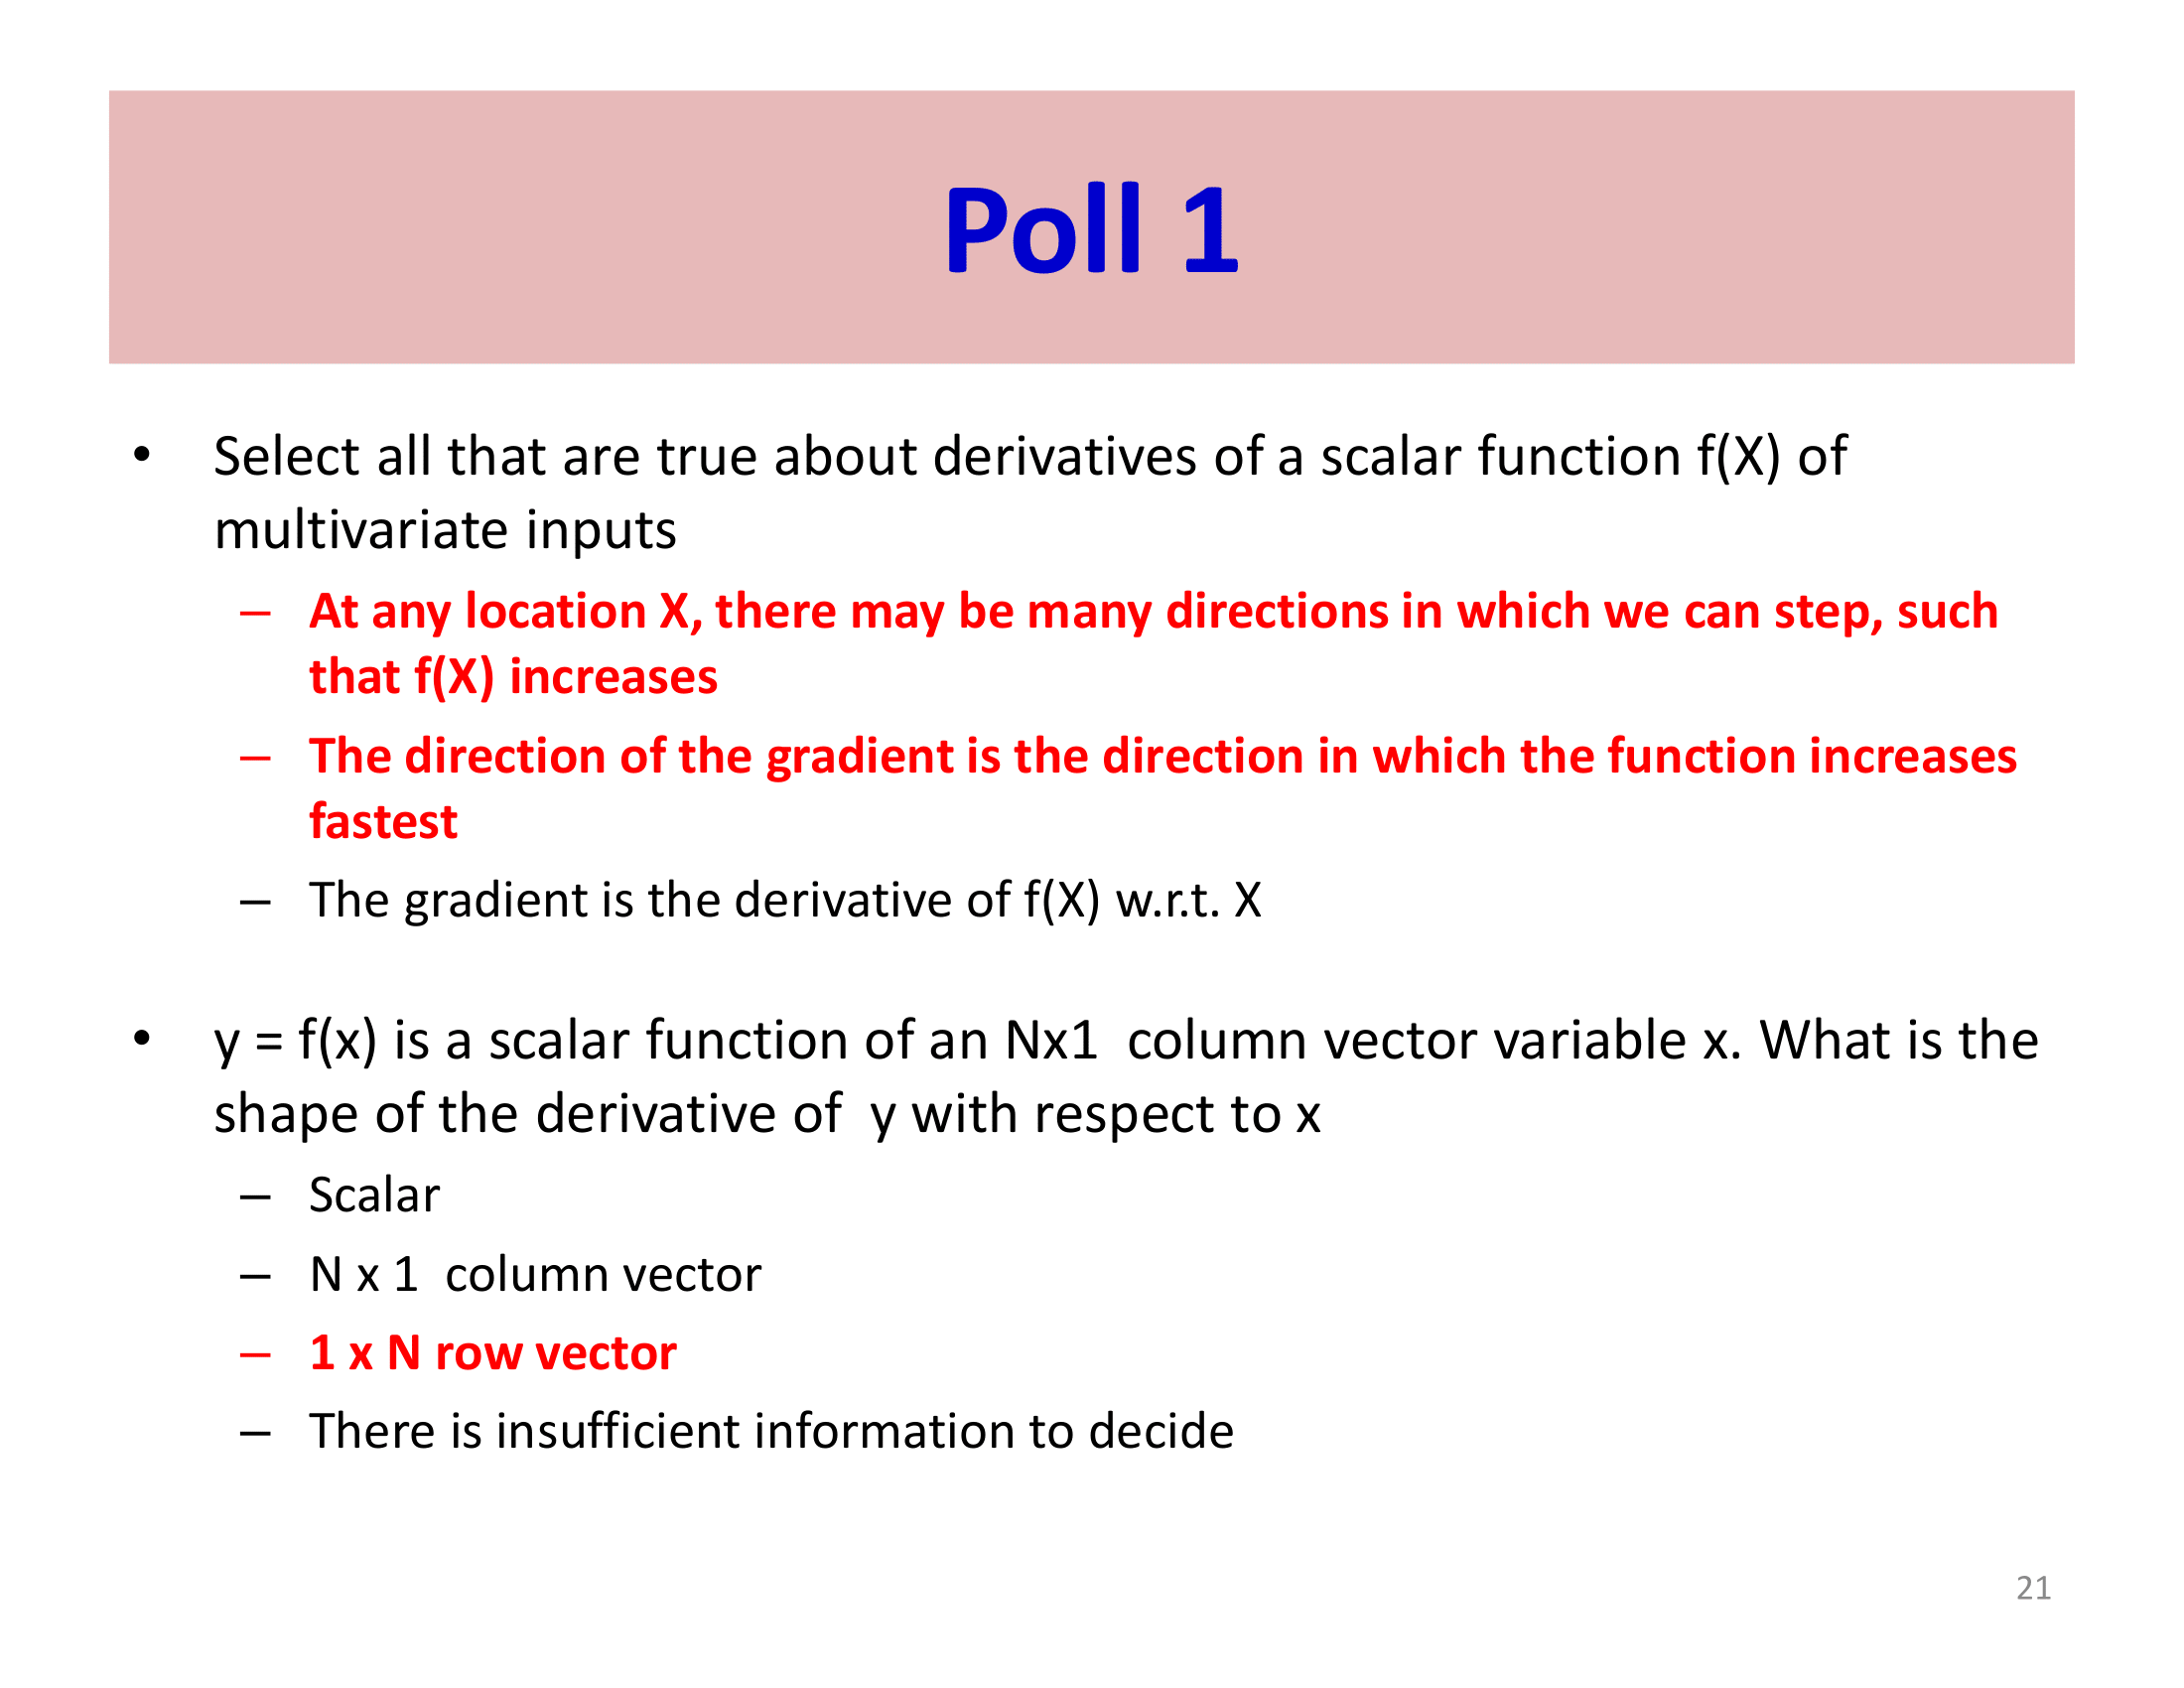 Poll 1
• Select all that are true about derivatives of a scalar function f(X) of
multivariate inputs
– At any location X, there may be many directions in which we can step, such
that f(X) increases
– The direction of the gradient is the direction in which the function increases
fastest
– The gradient is the derivative of f(X) w.r.t. X
• y = f(x) is a scalar function of an Nx1 column vector variable x. What is the
shape of the derivative of y with respect to x
– Scalar
– N x 1 column vector
– 1 x N row vector
– There is insufficient information to decide
21